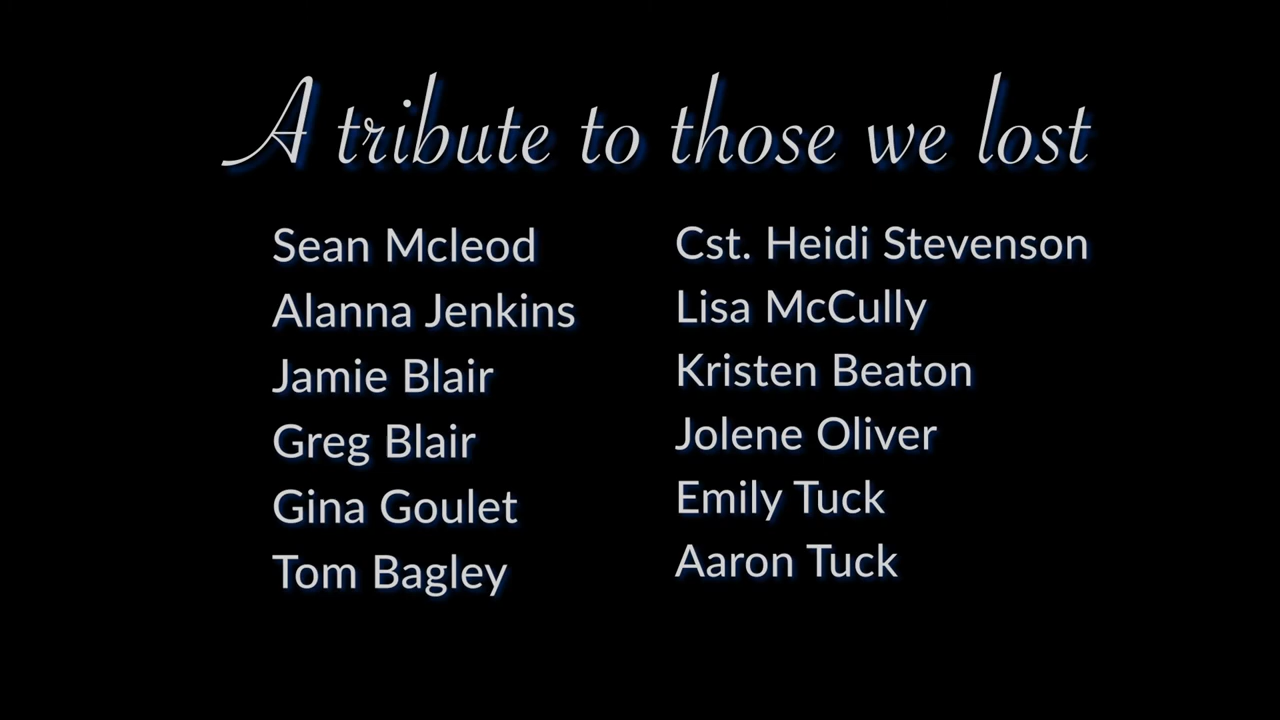 A tribute to those we lost
Sean Mcleod
Alanna Jenkins
Jamie Blair
Greg Blair
Gina Goulet
Tom Bagley
Cst. Heidi Stevenson
Lisa McCully
Kristen Beaton
Jolene Oliver
Emily Tuck
Aaron Tuck